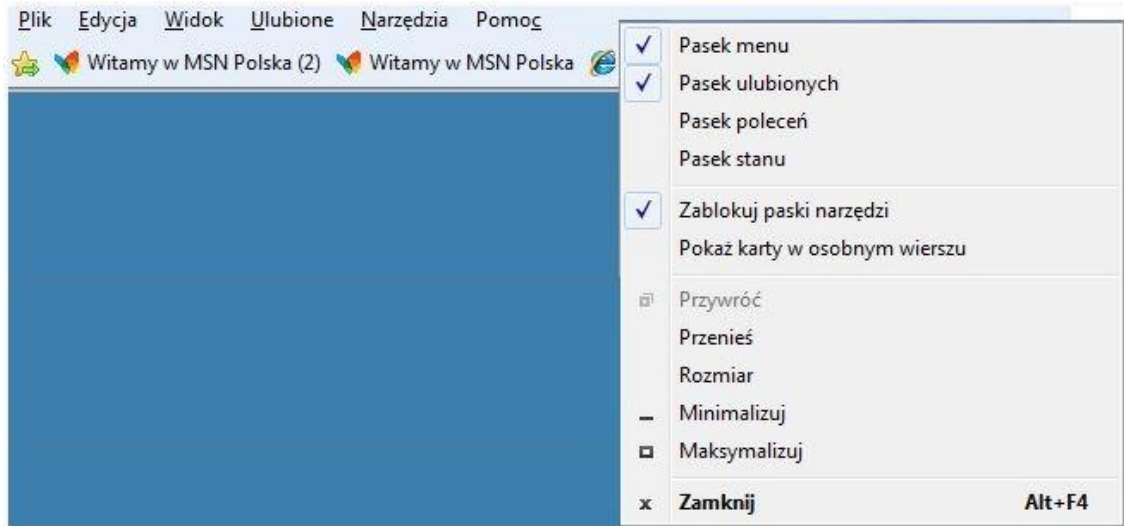 Plik Edycja Widok Ulubione Narzędzia Pomoc
Witamy w MSN Polska (2) Witamy w MSN Polska
Pasek menu
Pasek ulubionych
Pasek poleceń
Pasek stanu
Zablokuj paski narzędzi
Pokaż karty w osobnym wierszu
Przywróć
Przenieś
Rozmiar
Minimalizuj
Maksymalizuj
Zamknij Alt+F4